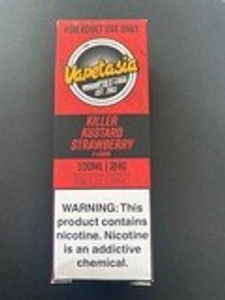 FOR ADULT USE ONLY
Vapetasia
KILLER
KUSTARD
STRAWBERRY
100ML | 3MG
WARNING: This
product contains
nicotine. Nicotine
is an addictive
chemical.